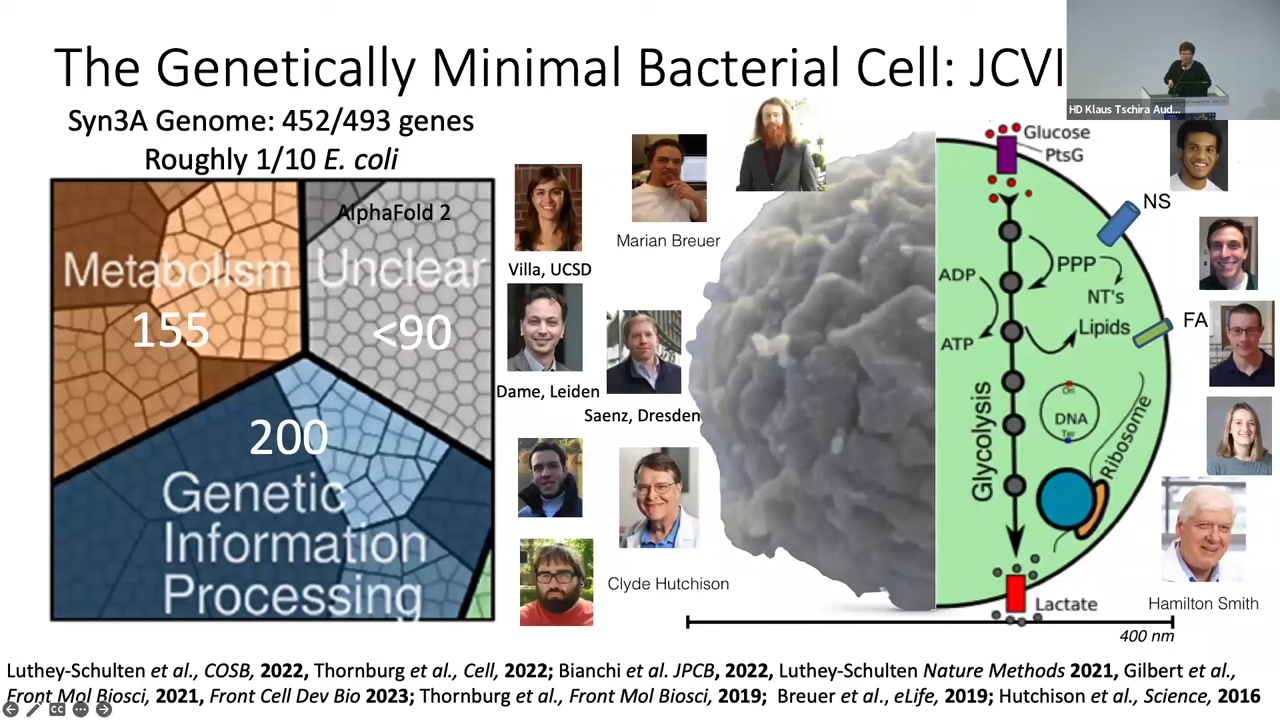 The Genetically Minimal Bacterial Cell: JCVI
HD Klaus Tschira Aud...
Syn3A Genome: 452/493 genes
Roughly 1/10 E. coli
AlphaFold 2
Metabolism
155
Unclear
<90
200
Genetic
Information
Processing
Villa, UCSD
Marian Breuer
Dame, Leiden
Saenz, Dresden
Clyde Hutchison
Glucose
PtsG
NS
ADP
PPP
NT's
Lipids
FA
ATP
Glycolysis
Ori
DNA
Ter
Ribosome
Lactate
Hamilton Smith
400 nm
Luthey-Schulten et al., COSB, 2022, Thornburg et al., Cell, 2022; Bianchi et al. JPCB, 2022, Luthey-Schulten Nature Methods 2021, Gilbert et al.,
Front Mol Biosci, 2021, Front Cell Dev Bio 2023; Thornburg et al., Front Mol Biosci, 2019; Breuer et al., eLife, 2019; Hutchison et al., Science, 2016
CC